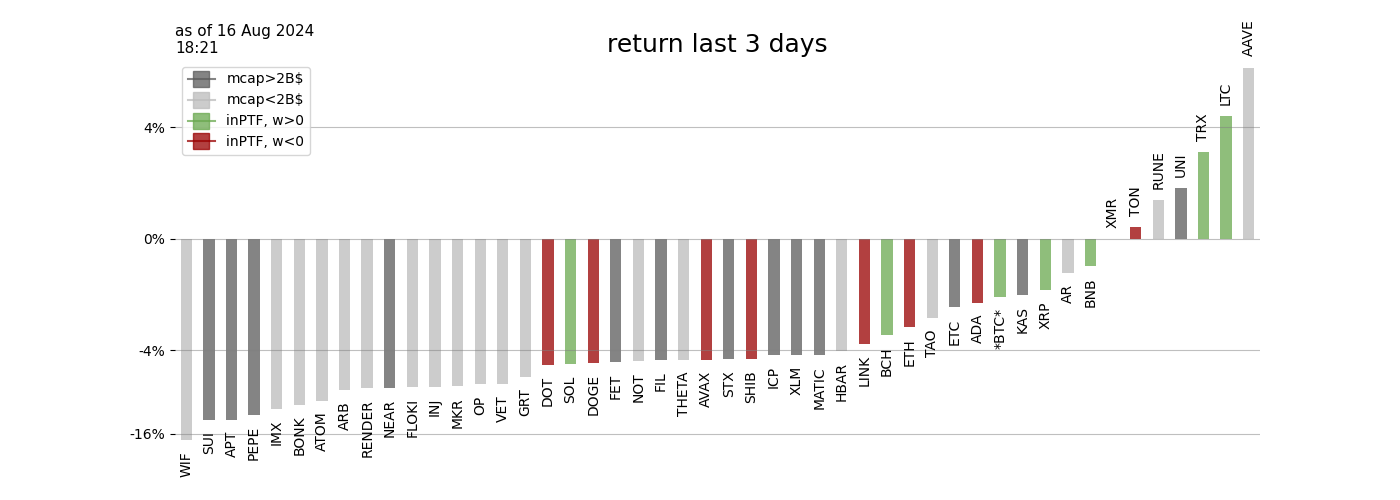 as of 16 Aug 2024
18:21
return last 3 days
mcap>2B$
mcap<2B$
inPTF, w>0
inPTF, w<0
4%
0%
-4%
-16%
WIF
SUI
APT
PEPE
IMX
BONK
ATOM
ARB
RENDER
NEAR
FLOKI
INJ
MKR
OP
VET
GRT
DOT
SOL
DOGE
FET
NOT
FIL
THETA
AVAX
STX
SHIB
ICP
XLM
MATIC
HBAR
LINK
BCH
ETH
TAO
ETC
ADA
*BTC*
KAS
XRP
AR
BNB
XMR
TON
RUNE
UNI
TRX
LTC
AAVE